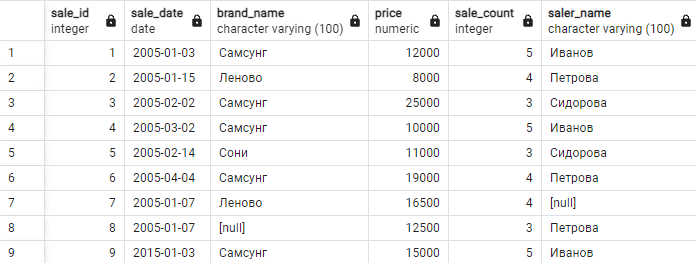 sale_id sale_date brand_name price sale_count saler_name
integer date character varying (100) numeric integer character varying (100)
1 1 2005-01-03 Самсунг 12000 5 Иванов
2 2 2005-01-15 Леново 8000 4 Петрова
3 3 2005-02-02 Самсунг 25000 3 Сидорова
4 4 2005-03-02 Самсунг 10000 5 Иванов
5 5 2005-02-14 Сони 11000 3 Сидорова
6 6 2005-04-04 Самсунг 19000 4 Петрова
7 7 2005-01-07 Леново 16500 4 [null]
8 8 2005-01-07 [null] 12500 3 Петрова
9 9 2015-01-03 Самсунг 15000 5 Иванов